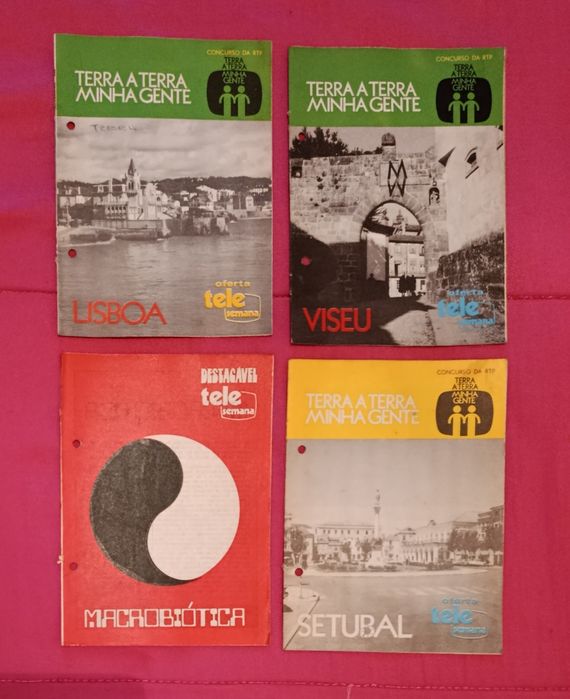 CONCURSO DA RTP
TERRA A TERRA
MINHA GENTE
TERRA
A TERRA
MINHA
GENTE
LISBOA
oferta
tele
semana
CONCURSO DA RTP
TERRA A TERRA
MINHA GENTE
TERRA
A TERRA
MINHA
GENTE
VISEU
oferta
tele
semana
DESTACÁVEL
tele
semana
MACROBIÓTICA
CONCURSO DA RTP
TERRA A TERRA
MINHA GENTE
TERRA
A TERRA
MINHA
GENTE
SETUBAL
oferta
tele
semana